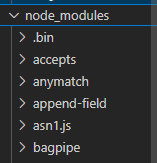 node_modules
.bin
accepts
anymatch
append-field
asn1.js
bagpipe